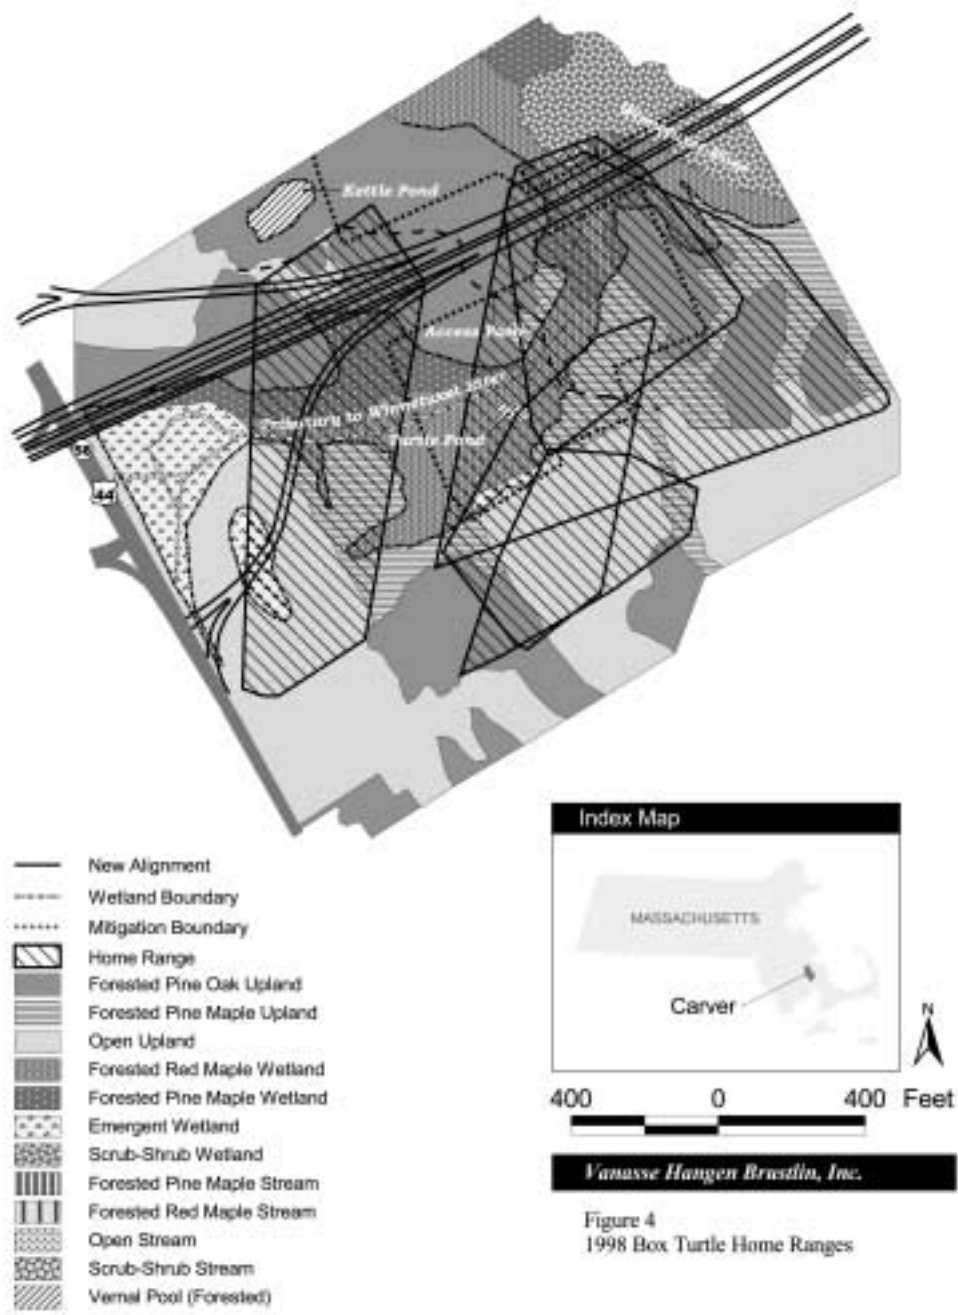 Kettle Pond
Access Pond
Tributary to Winnetuxet River
Turtle Pond
58
44
New Alignment
Wetland Boundary
Mitigation Boundary
Home Range
Forested Pine Oak Upland
Forested Pine Maple Upland
Open Upland
Forested Red Maple Wetland
Forested Pine Maple Wetland
Emergent Wetland
Scrub-Shrub Wetland
Forested Pine Maple Stream
Forested Red Maple Stream
Open Stream
Scrub-Shrub Stream
Vernal Pool (Forested)
Index Map
MASSACHUSETTS
Carver
N
400 0 400 Feet
Vanasse Hangen Brustlin, Inc.
Figure 4
1998 Box Turtle Home Ranges